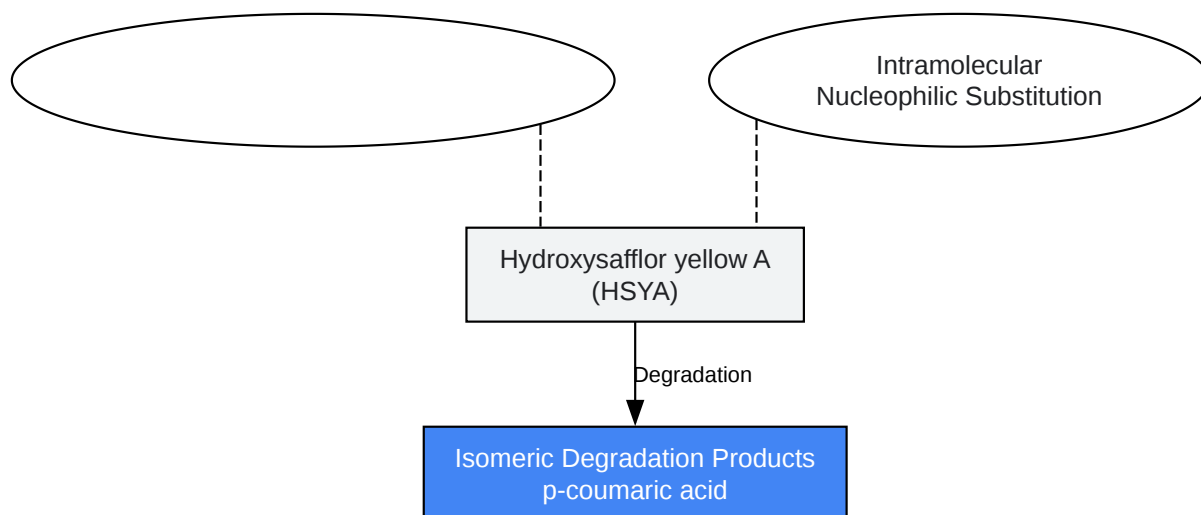 Intramolecular
Nucleophilic Substitution
Hydroxysafflor yellow A
(HSYA)
Degradation
Isomeric Degradation Products
p-coumaric acid